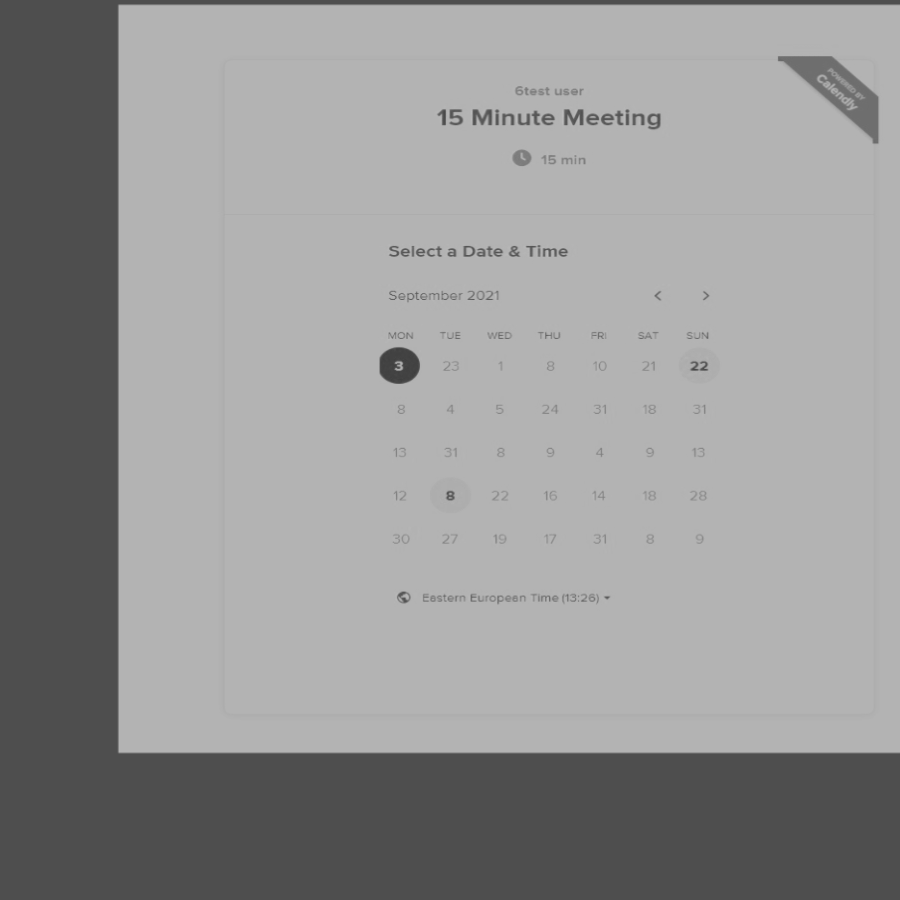 POWERED BY
Calendly
6test user
15 Minute Meeting
15 min
Select a Date & Time
September 2021
MON TUE WED THU FRI SAT SUN
3 23 1 8 10 21 22
8 4 5 24 31 18 31
13 31 8 9 4 9 13
12 8 22 16 14 18 28
30 27 19 17 31 8 9
Eastern European Time (13:26)